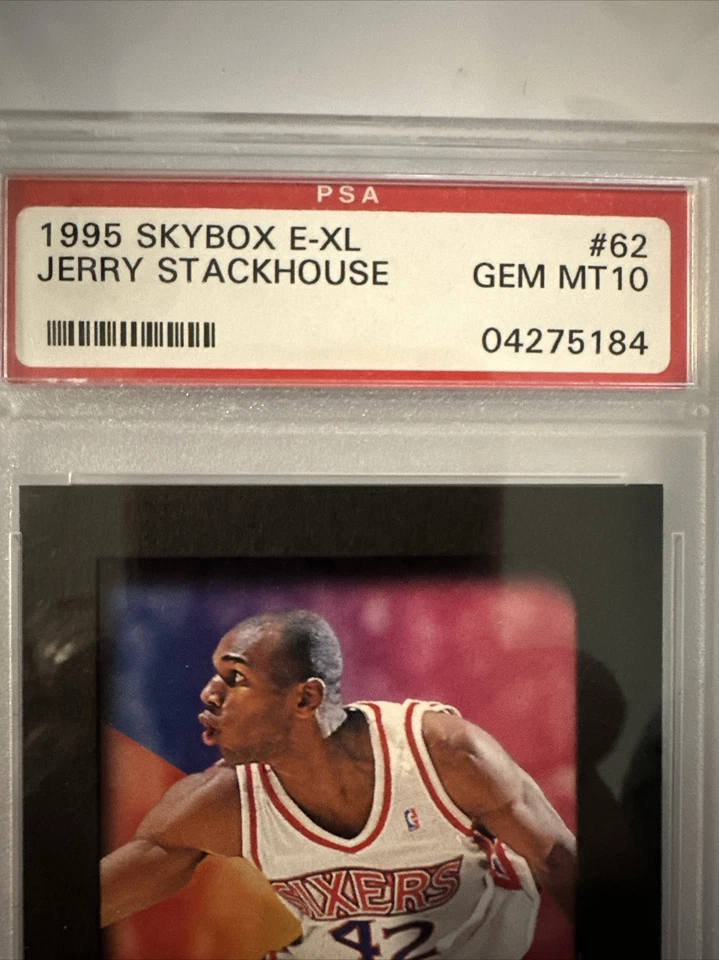 PSA
1995 SKYBOX E-XL #62
JERRY STACKHOUSE GEM MT10
04275184
SIXERS
42